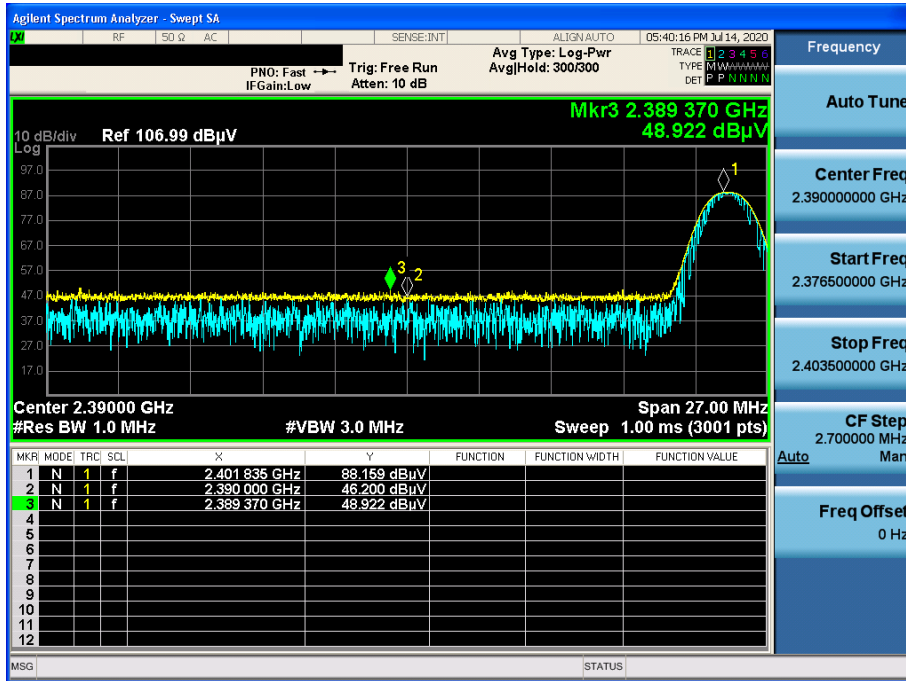 Agilent Spectrum Analyzer - Swept SA
LXI RF 50 Ω AC SENSE:INT ALIGN AUTO 05:40:16 PM Jul 14, 2020
Frequency
PNO: Fast
IFGain:Low
Trig: Free Run
Atten: 10 dB
Avg Type: Log-Pwr
Avg|Hold: 300/300
TRACE 1 2 3 4 5 6
TYPE M W W W W W
DET P P N N N N
Auto Tune
Mkr3 2.389 370 GHz
48.922 dBµV
10 dB/div Ref 106.99 dBµV
Log
97.0
87.0
77.0
67.0
57.0
47.0
37.0
27.0
17.0
1
3
2
Center Freq
2.390000000 GHz
Start Freq
2.376500000 GHz
Stop Freq
2.403500000 GHz
Center 2.39000 GHz Span 27.00 MHz
#Res BW 1.0 MHz #VBW 3.0 MHz Sweep 1.00 ms (3001 pts)
CF Step
2.700000 MHz
Auto Man
Freq Offset
0 Hz
MKR MODE TRC SCL X Y FUNCTION FUNCTION WIDTH FUNCTION VALUE
1 N 1 f 2.401 835 GHz 88.159 dBµV
2 N 1 f 2.390 000 GHz 46.200 dBµV
3 N 1 f 2.389 370 GHz 48.922 dBµV
4
5
6
7
8
9
10
11
12
MSG STATUS